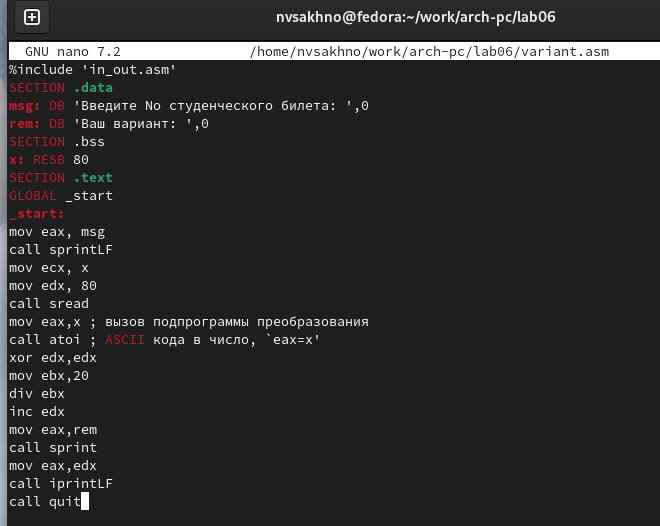 nvsakhno@fedora:~/work/arch-pc/lab06
GNU nano 7.2 /home/nvsakhno/work/arch-pc/lab06/variant.asm
%include 'in_out.asm'
SECTION .data
msg: DB 'Введите No студенческого билета: ',0
rem: DB 'Ваш вариант: ',0
SECTION .bss
x: RESB 80
SECTION .text
GLOBAL _start
_start:
mov eax, msg
call sprintLF
mov ecx, x
mov edx, 80
call sread
mov eax,x ; вызов подпрограммы преобразования
call atoi ; ASCII кода в число, `eax=x'
xor edx,edx
mov ebx,20
div ebx
inc edx
mov eax,rem
call sprint
mov eax,edx
call iprintLF
call quit